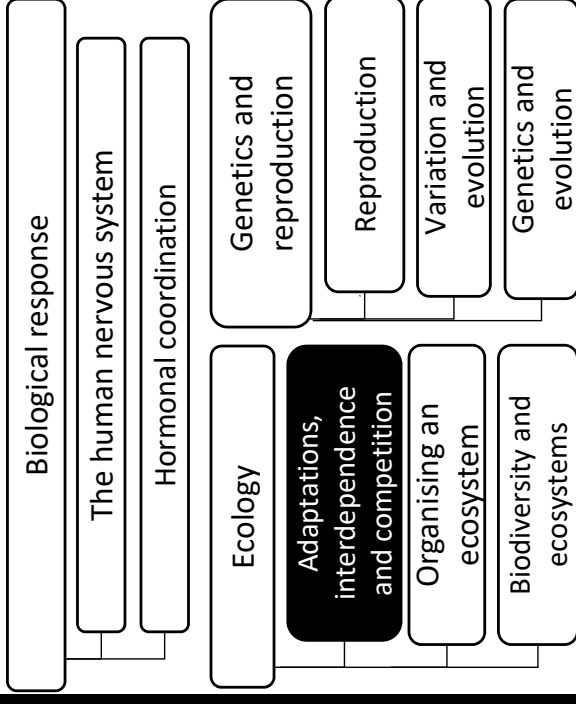 Biological response
The human nervous system
Hormonal coordination
Ecology
Adaptations,
interdependence
and competition
Organising an
ecosystem
Biodiversity and
ecosystems
Genetics and
reproduction
Reproduction
Variation and
evolution
Genetics and
evolution